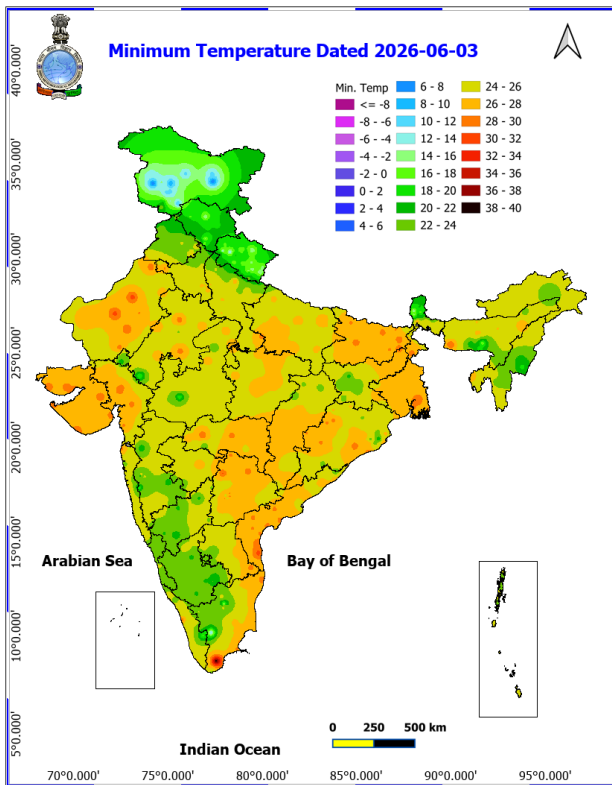 Minimum Temperature Dated 2026-06-03
Min. Temp
<= -8
-8 - -6
-6 - -4
-4 - -2
-2 - 0
0 - 2
2 - 4
4 - 6
6 - 8
8 - 10
10 - 12
12 - 14
14 - 16
16 - 18
18 - 20
20 - 22
22 - 24
24 - 26
26 - 28
28 - 30
30 - 32
32 - 34
34 - 36
36 - 38
38 - 40
40°0.000'
35°0.000'
30°0.000'
25°0.000'
20°0.000'
15°0.000'
10°0.000'
5°0.000'
Arabian Sea
Bay of Bengal
0 250 500 km
Indian Ocean
70°0.000' 75°0.000' 80°0.000' 85°0.000' 90°0.000' 95°0.000'